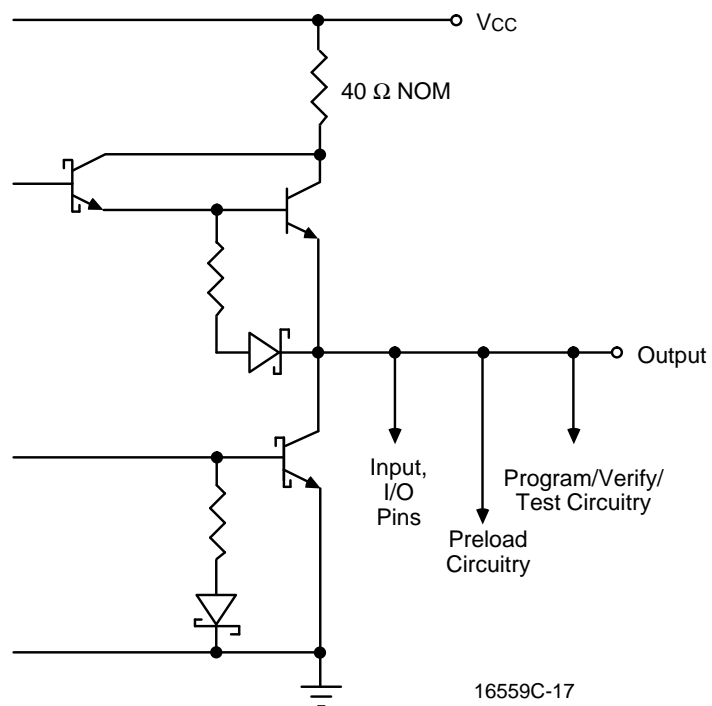 VCC
40 Ω NOM
Output
Input,
I/O
Pins
Program/Verify/
Test Circuitry
Preload
Circuitry
16559C-17